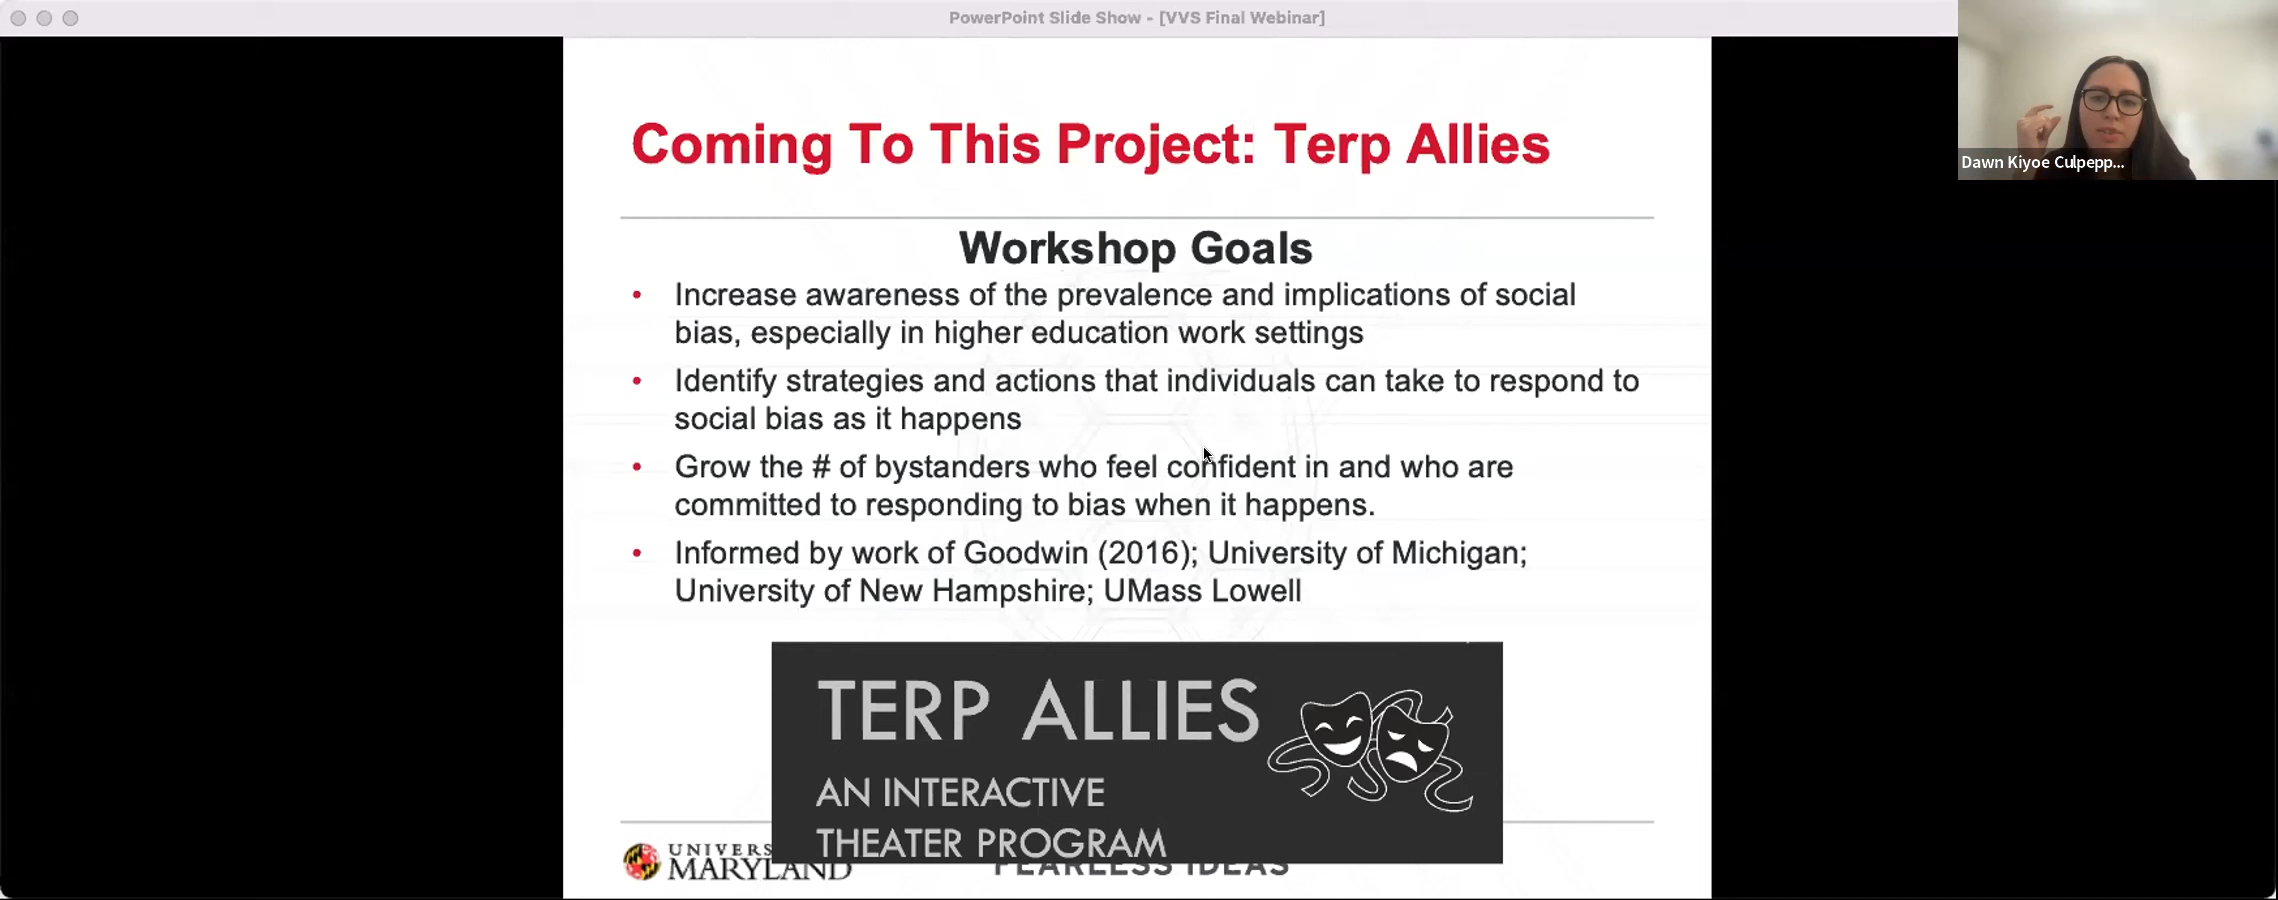 PowerPoint Slide Show - [VVS Final Webinar]
Dawn Kiyoe Culpepp...
Coming To This Project: Terp Allies
Workshop Goals
• Increase awareness of the prevalence and implications of social
bias, especially in higher education work settings
• Identify strategies and actions that individuals can take to respond to
social bias as it happens
• Grow the # of bystanders who feel confident in and who are
committed to responding to bias when it happens.
• Informed by work of Goodwin (2016); University of Michigan;
University of New Hampshire; UMass Lowell
TERP ALLIES
AN INTERACTIVE
THEATER PROGRAM
UNIVERS
MARYLAND
FEARLESS IDEAS